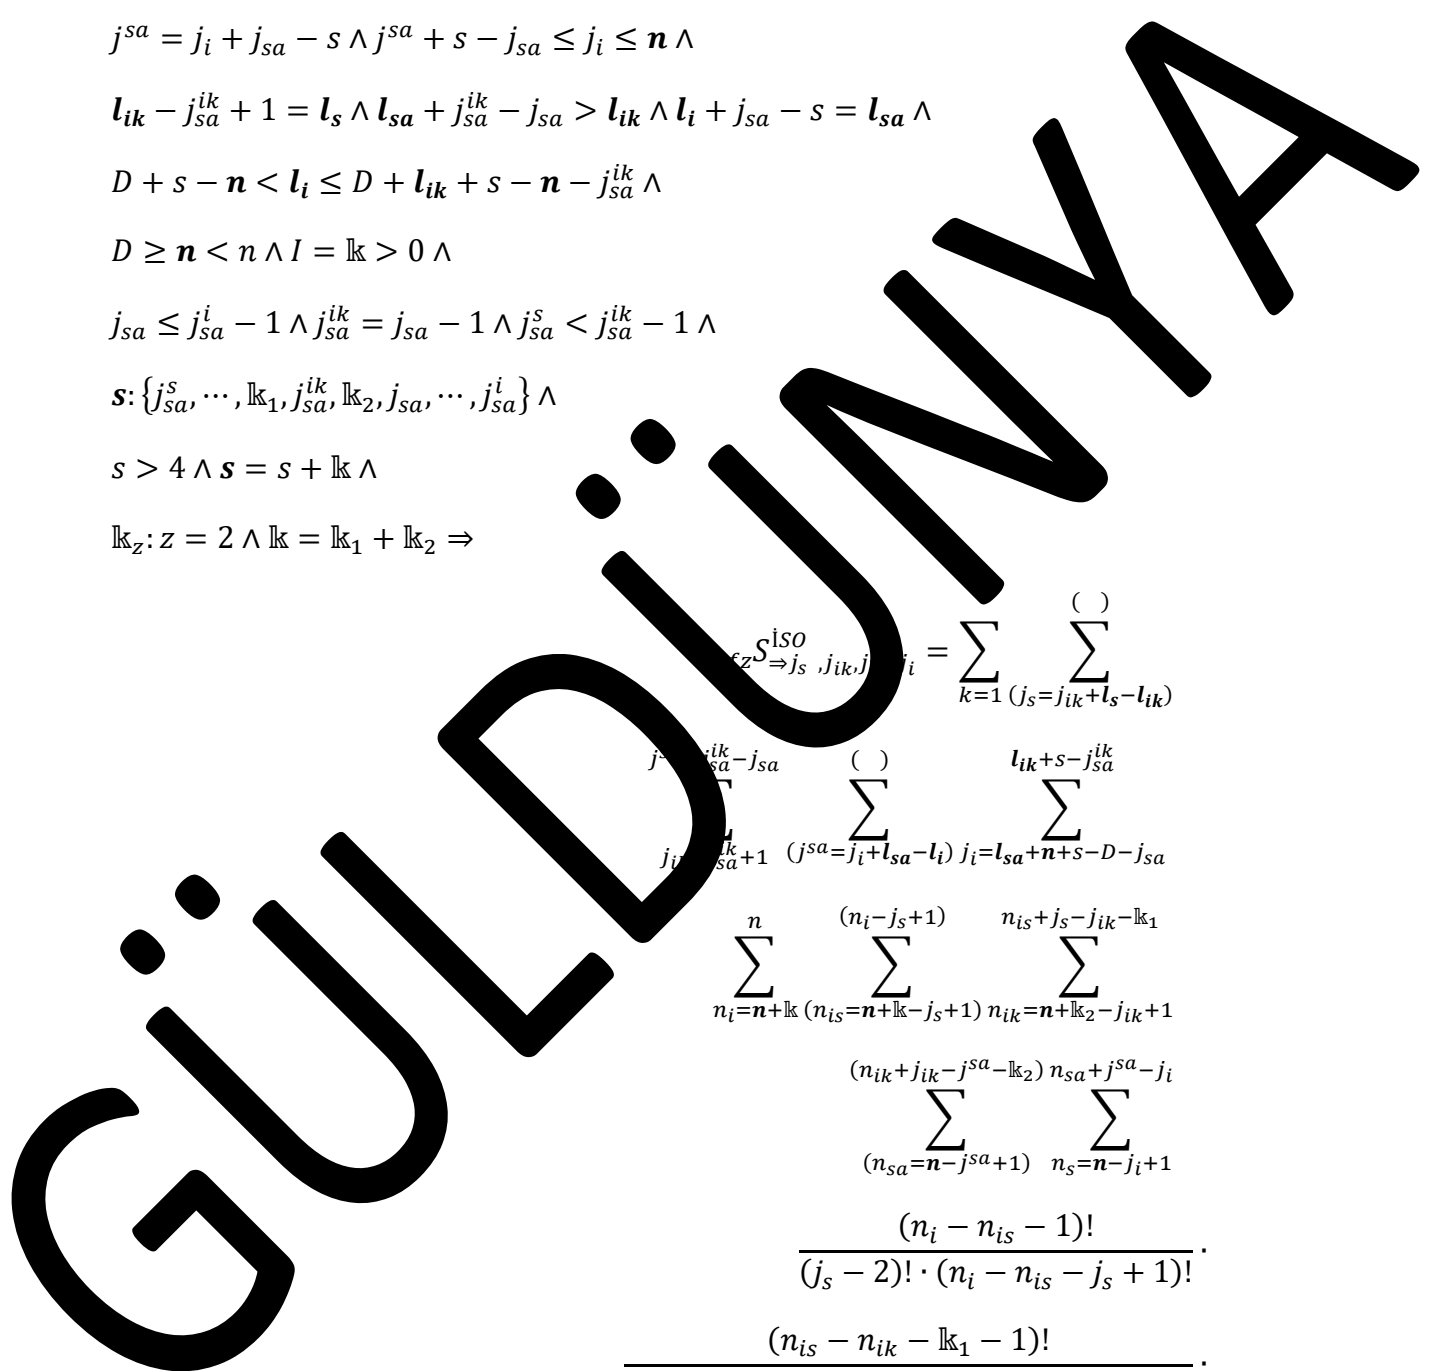 j^{sa} = j_i + j_{sa} − s ∧ j^{sa} + s − j_{sa} ≤ j_i ≤ 𝒏 ∧
𝒍_{𝒊𝒌} − j_{sa}^{ik} + 1 = 𝒍_𝒔 ∧ 𝒍_{𝒔𝒂} + j_{sa}^{ik} − j_{sa} > 𝒍_{𝒊𝒌} ∧ 𝒍_𝒊 + j_{sa} − s = 𝒍_{𝒔𝒂} ∧
D + s − 𝒏 < 𝒍_𝒊 ≤ D + 𝒍_{𝒊𝒌} + s − 𝒏 − j_{sa}^{ik} ∧
D ≥ 𝒏 < n ∧ I = 𝕜 > 0 ∧
j_{sa} ≤ j_{sa}^{i} − 1 ∧ j_{sa}^{ik} = j_{sa} − 1 ∧ j_{sa}^{s} < j_{sa}^{ik} − 1 ∧
𝒔: {j_{sa}^{s}, ⋯, 𝕜_1, j_{sa}^{ik}, 𝕜_2, j_{sa}, ⋯, j_{sa}^{i}} ∧
s > 4 ∧ 𝒔 = s + 𝕜 ∧
𝕜_z: z = 2 ∧ 𝕜 = 𝕜_1 + 𝕜_2 ⇒
S_{⇒j_s ,j_{ik},j i}^{İSO} = ∑_{k=1} ∑_{(j_s=j_{ik}+𝒍_𝒔−𝒍_{𝒊𝒌})}^{( )}
∑^{−j_{sa}} ∑_{(j^{sa}=j_i+𝒍_{𝒔𝒂}−𝒍_𝒊)}^{( )} ∑_{j_i=𝒍_{𝒔𝒂}+𝒏+s−D−j_{sa}}^{𝒍_{𝒊𝒌}+s−j_{sa}^{ik}}
∑_{n_i=𝒏+𝕜}^{n} ∑_{(n_{is}=𝒏+𝕜−j_s+1)}^{(n_i−j_s+1)} ∑_{n_{ik}=𝒏+𝕜_2−j_{ik}+1}^{n_{is}+j_s−j_{ik}−𝕜_1}
∑_{(n_{sa}=𝒏−j^{sa}+1)}^{(n_{ik}+j_{ik}−j^{sa}−𝕜_2)} ∑_{n_s=𝒏−j_i+1}^{n_{sa}+j^{sa}−j_i}
(n_i − n_{is} − 1)!
(j_s − 2)! · (n_i − n_{is} − j_s + 1)! ·
(n_{is} − n_{ik} − 𝕜_1 − 1)! ·
GÜLDÜNYA